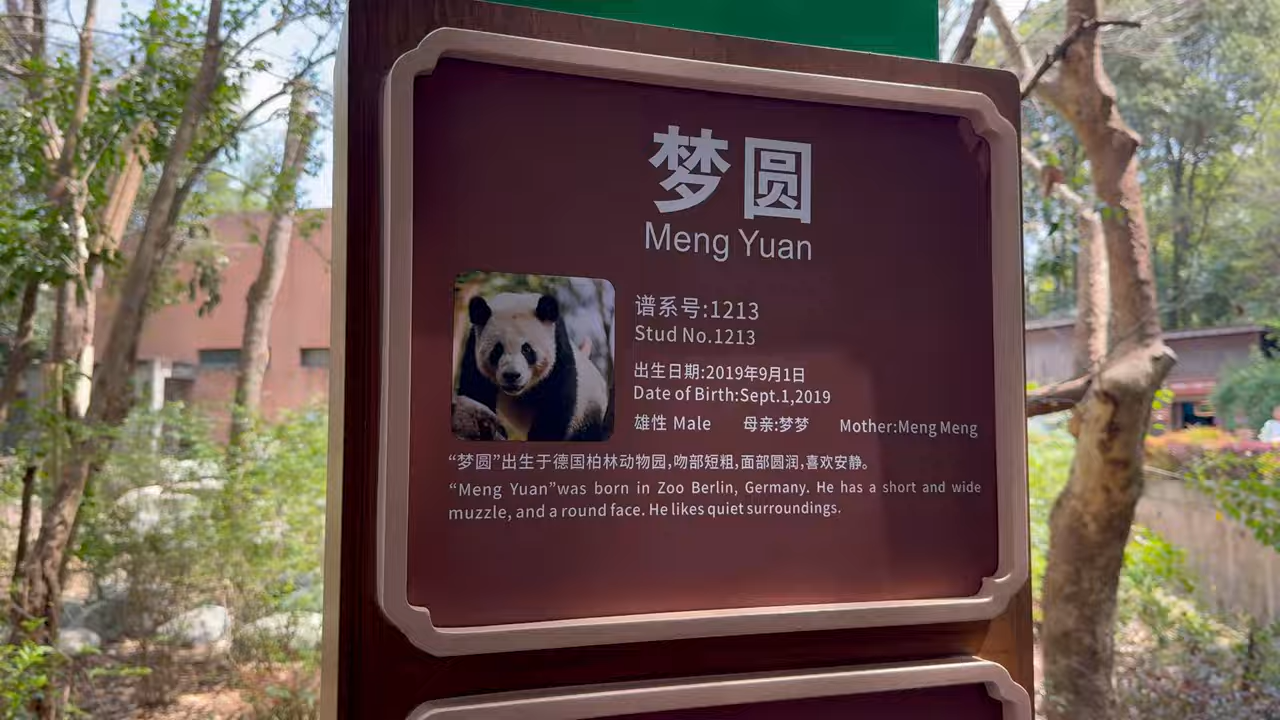 梦圆
Meng Yuan
谱系号:1213
Stud No.1213
出生日期:2019年9月1日
Date of Birth:Sept.1,2019
雄性 Male 母亲:梦梦 Mother:Meng Meng
“梦圆”出生于德国柏林动物园,吻部短粗,面部圆润,喜欢安静。
“Meng Yuan”was born in Zoo Berlin, Germany. He has a short and wide
muzzle, and a round face. He likes quiet surroundings.